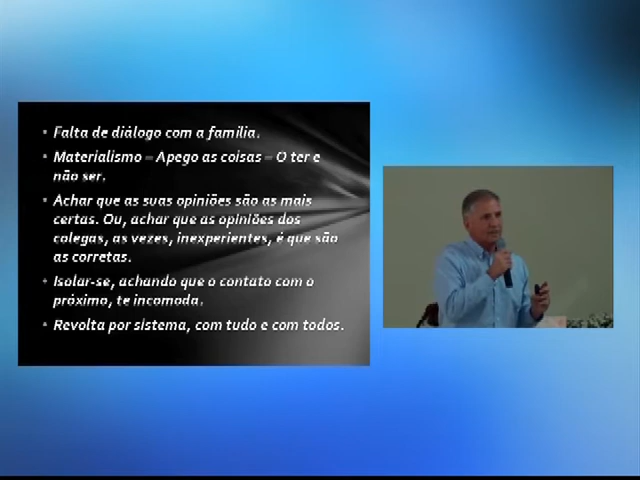 Falta de diálogo com a família.
Materialismo – Apego as coisas – O ter e
não ser.
Achar que as suas opiniões são as mais
certas. Ou, achar que as opiniões dos
colegas, as vezes, inexperientes, é que são
as corretas.
Isolar-se, achando que o contato com o
próximo, te incomoda.
Revolta por sistema, com tudo e com todos.